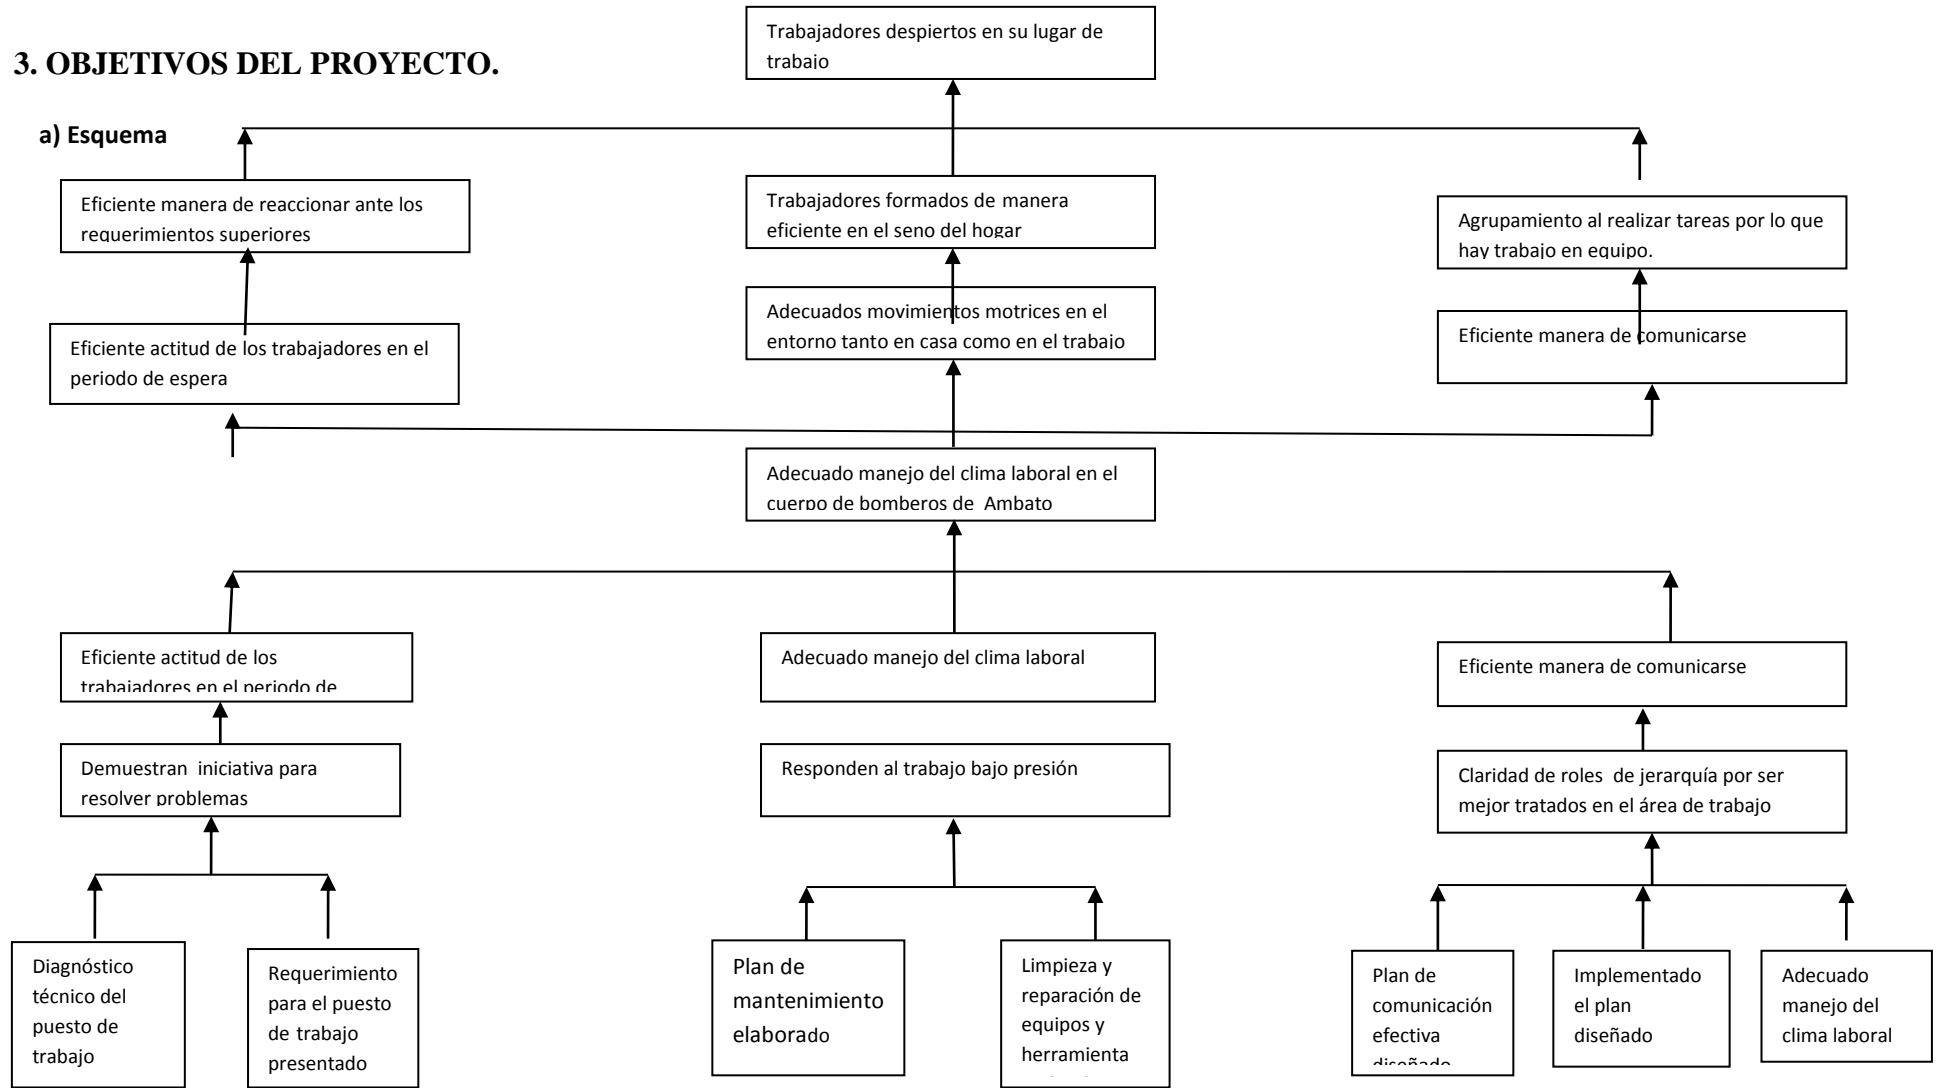 Trabajadores despiertos en su lugar de
trabajo
3. OBJETIVOS DEL PROYECTO.
a) Esquema
Eficiente manera de reaccionar ante los
requerimientos superiores
Trabajadores formados de manera
eficiente en el seno del hogar
Agrupamiento al realizar tareas por lo que
hay trabajo en equipo.
Eficiente actitud de los trabajadores en el
periodo de espera
Adecuados movimientos motrices en el
entorno tanto en casa como en el trabajo
Eficiente manera de comunicarse
Adecuado manejo del clima laboral en el
cuerpo de bomberos de Ambato
Eficiente actitud de los
trabajadores en el periodo de
Adecuado manejo del clima laboral
Eficiente manera de comunicarse
Demuestran iniciativa para
resolver problemas
Responden al trabajo bajo presión
Claridad de roles de jerarquía por ser
mejor tratados en el área de trabajo
Diagnóstico
técnico del
puesto de
trabajo
Requerimiento
para el puesto
de trabajo
presentado
Plan de
mantenimiento
elaborado
Limpieza y
reparación de
equipos y
herramienta
Plan de
comunicación
efectiva
diseñado
Implementado
el plan
diseñado
Adecuado
manejo del
clima laboral